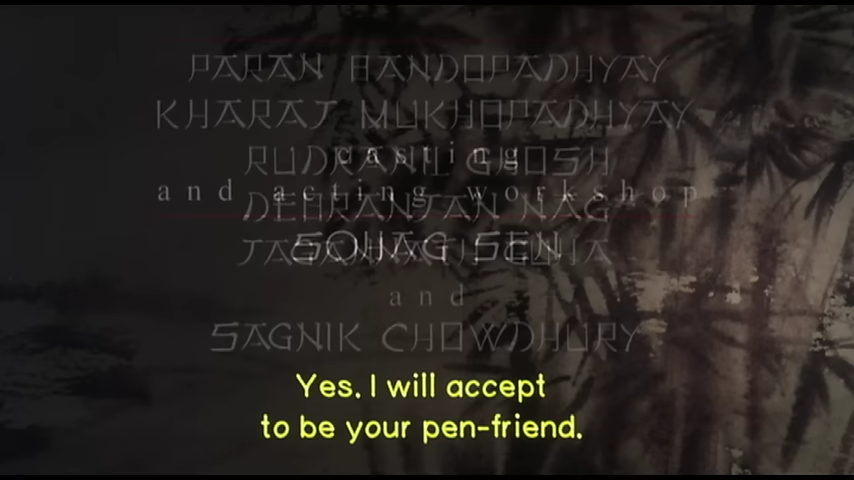 PARAN BANDOPADHYAY
KHARAJ MUKHOPADHYAY
RUDRANIL GHOSH
casting
and acting workshop
DEBRANJAN NAG
SOHAG SEN
and
SAGNIK CHOWDHURY
Yes. I will accept
to be your pen-friend.